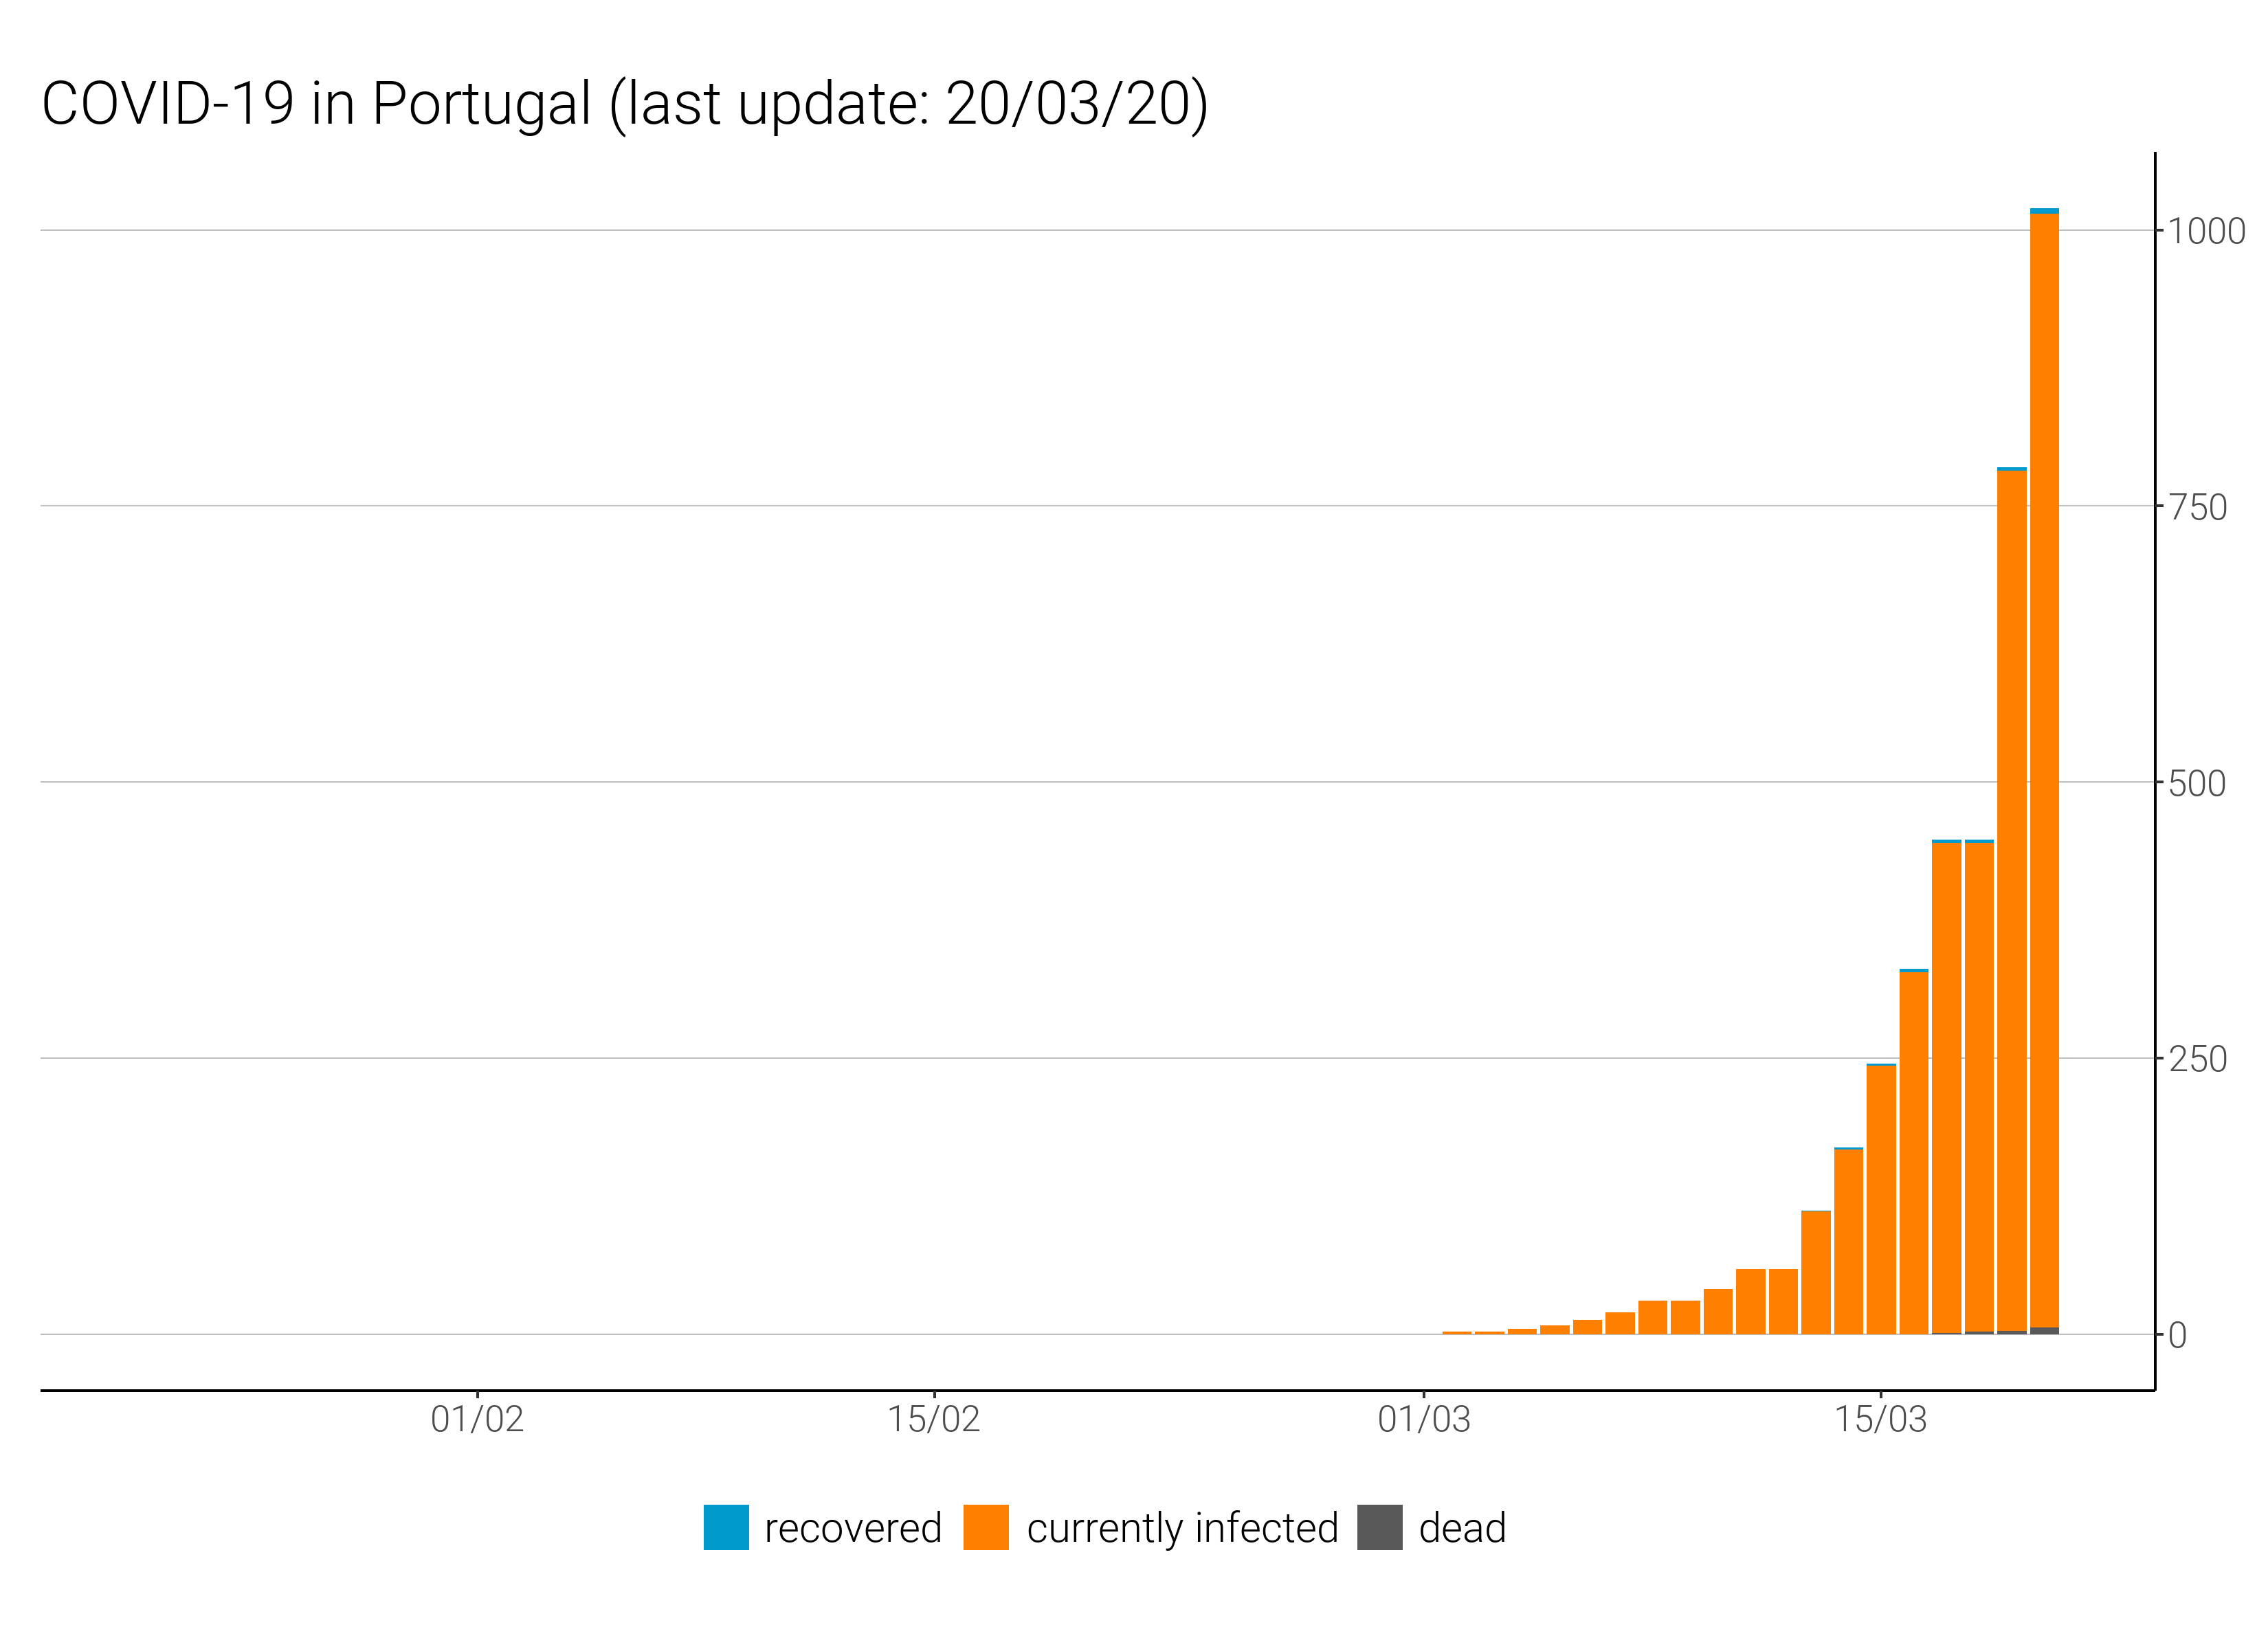 COVID-19 in Portugal (last update: 20/03/20)
1000
750
500
250
0
01/02 15/02 01/03 15/03
recovered currently infected dead